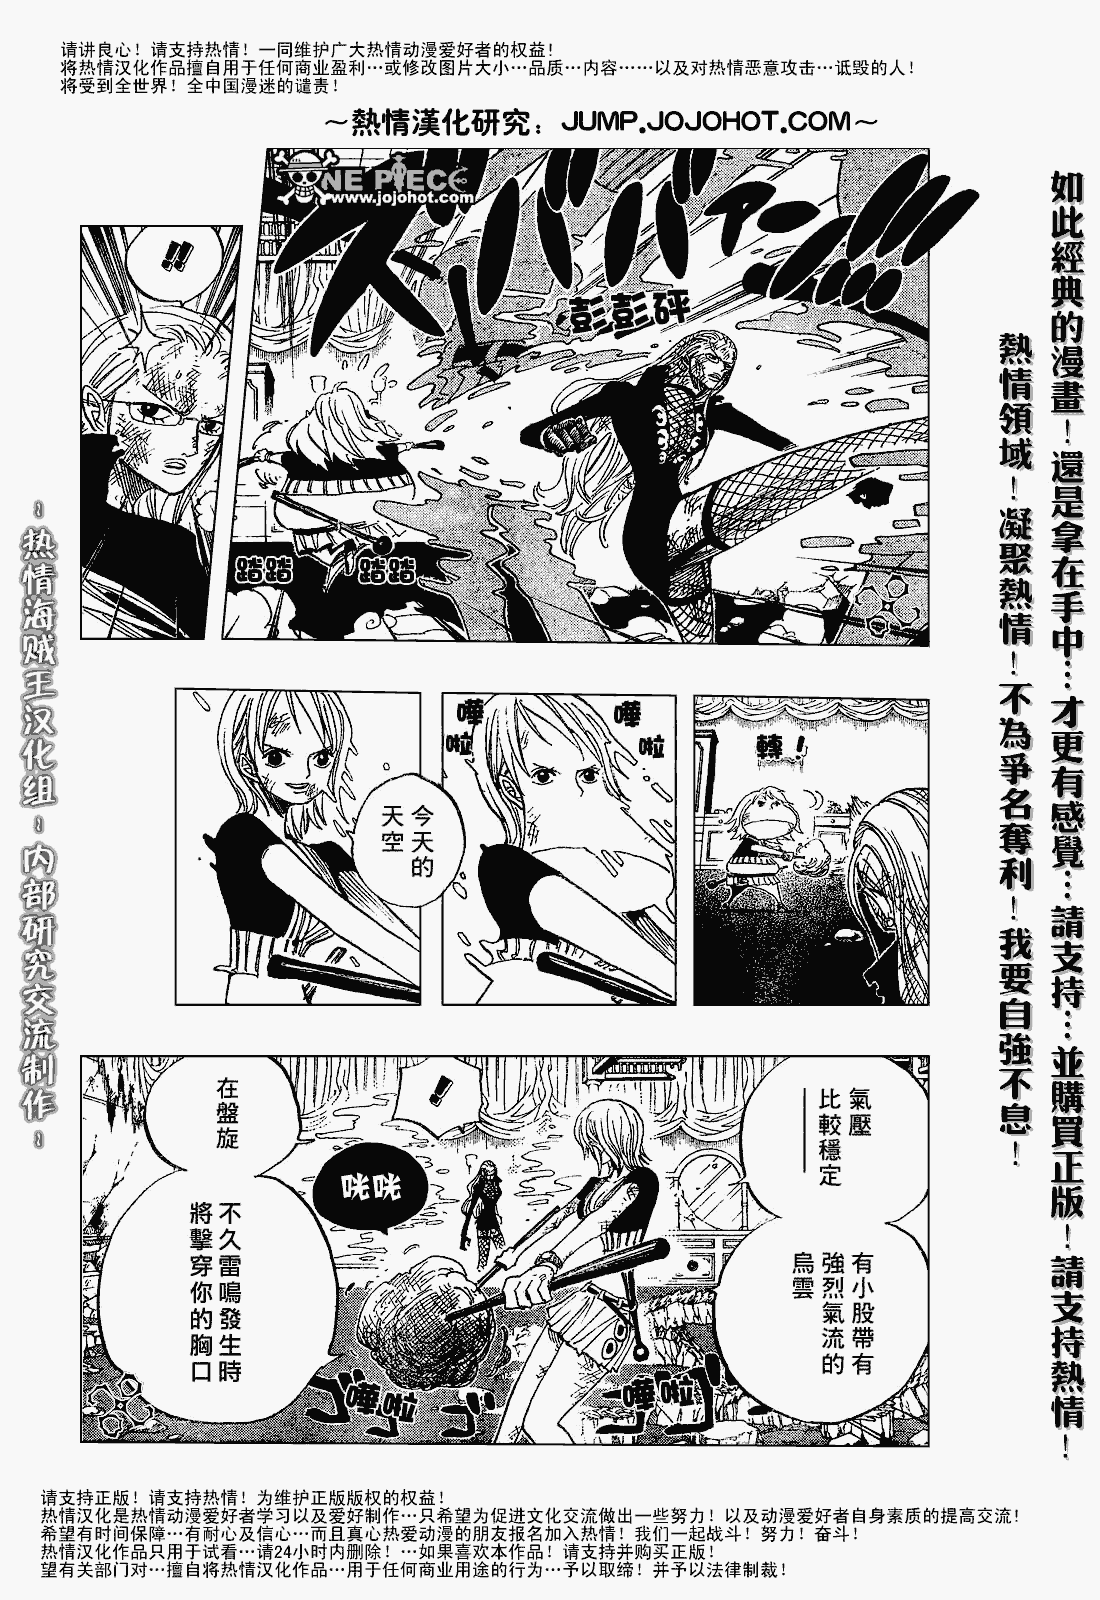 请讲良心！请支持热情！一同维护广大热情动漫爱好者的权益！
将热情汉化作品擅自用于任何商业盈利…或修改图片大小…品质…内容……以及对热情恶意攻击…诋毁的人！
将受到全世界！全中国漫迷的谴责！
～熱情漢化研究：JUMP.JOJOHOT.COM～
ONE PIECE
www.jojohot.com
如此經典的漫畫！還是拿在手中…才更有感覺…請支持…並購買正版！請支持熱情！
熱情領域！凝聚熱情！不為爭名奪利！我要自強不息！
~热情海贼王汉化组~内部研究交流制作~
ズババァーン
彭彭砰
!!
踏踏
踏踏
轉！
嘩啦
嘩啦
今天的
天空
氣壓
比較穩定
——
有小股帶有
強烈氣流的
烏雲
!!
咣咣
在盤旋
不久雷鳴發生時
將擊穿你的胸口
嘩啦
嘩啦
ゴゴゴゴ
请支持正版！请支持热情！为维护正版版权的权益！
热情汉化是热情动漫爱好者学习以及爱好制作…只希望为促进文化交流做出一些努力！以及动漫爱好者自身素质的提高交流！
希望有时间保障…有耐心及信心…而且真心热爱动漫的朋友报名加入热情！我们一起战斗！努力！奋斗！
热情汉化作品只用于试看…请24小时内删除！…如果喜欢本作品！请支持并购买正版！
望有关部门对…擅自将热情汉化作品…用于任何商业用途的行为…予以取缔！并予以法律制裁！